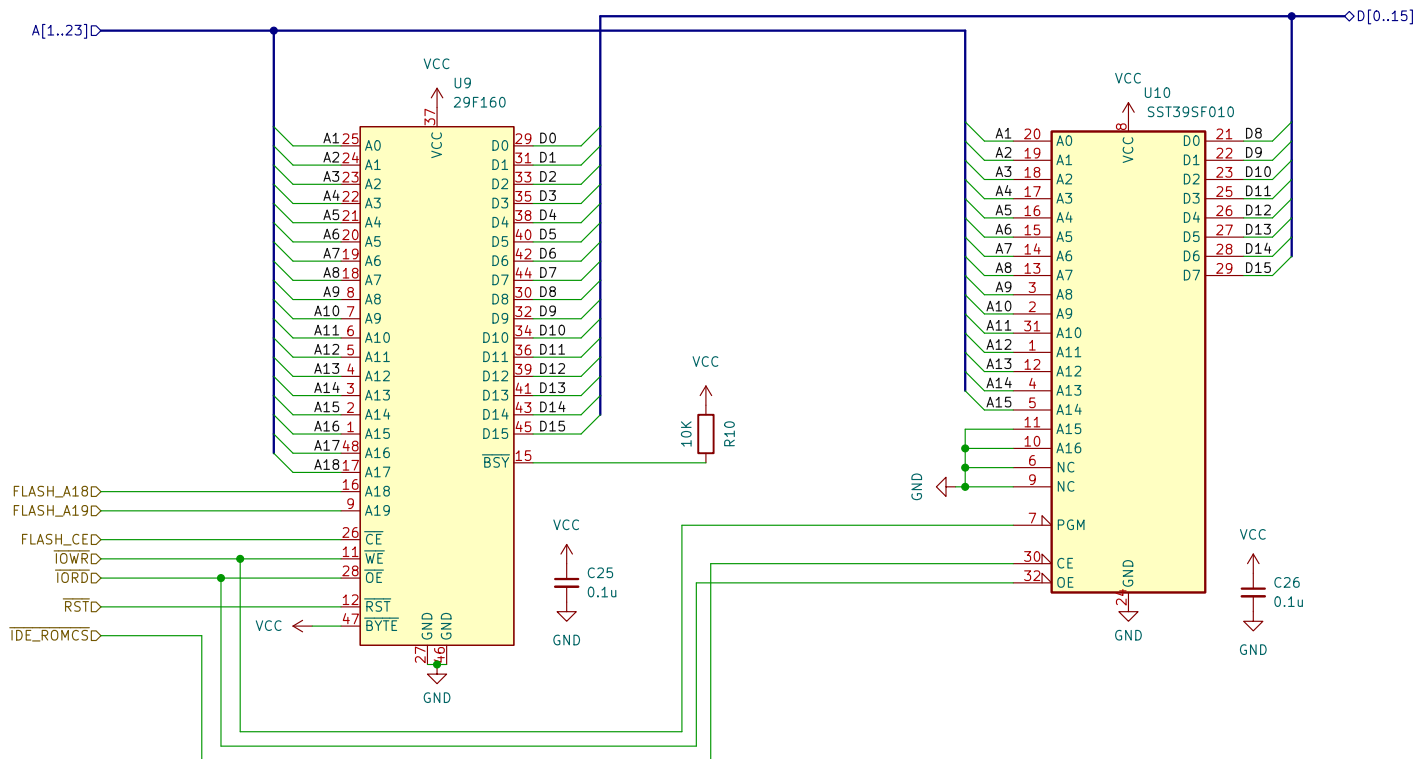 A[1..23]
D[0..15]
VCC
U9
29F160
37
VCC
A1 25 A0
A2 24 A1
A3 23 A2
A4 22 A3
A5 21 A4
A6 20 A5
A7 19 A6
A8 18 A7
A9 8 A8
A10 7 A9
A11 6 A10
A12 5 A11
A13 4 A12
A14 3 A13
A15 2 A14
A16 1 A15
A17 48 A16
A18 17 A17
FLASH_A18 16 A18
FLASH_A19 9 A19
FLASH_CE 26 CE
IOWR 11 WE
IORD 28 OE
RST 12 RST
VCC 47 BYTE
IDE_ROMCS
D0 29 D0
D1 31 D1
D2 33 D2
D3 35 D3
D4 38 D4
D5 40 D5
D6 42 D6
D7 44 D7
D8 30 D8
D9 32 D9
D10 34 D10
D11 36 D11
D12 39 D12
D13 41 D13
D14 43 D14
D15 45 D15
BSY 15
GND GND
27 46
GND
VCC
10K R10
VCC
C25
0.1u
GND
VCC
U10
SST39SF010
8
VCC
A1 20 A0
A2 19 A1
A3 18 A2
A4 17 A3
A5 16 A4
A6 15 A5
A7 14 A6
A8 13 A7
A9 3 A8
A10 2 A9
A11 31 A10
A12 1 A11
A13 12 A12
A14 4 A13
A15 5 A14
11 A15
10 A16
6 NC
GND 9 NC
7 PGM
30 CE
32 OE
D0 21 D8
D1 22 D9
D2 23 D10
D3 25 D11
D4 26 D12
D5 27 D13
D6 28 D14
D7 29 D15
GND
24
GND
VCC
C26
0.1u
GND